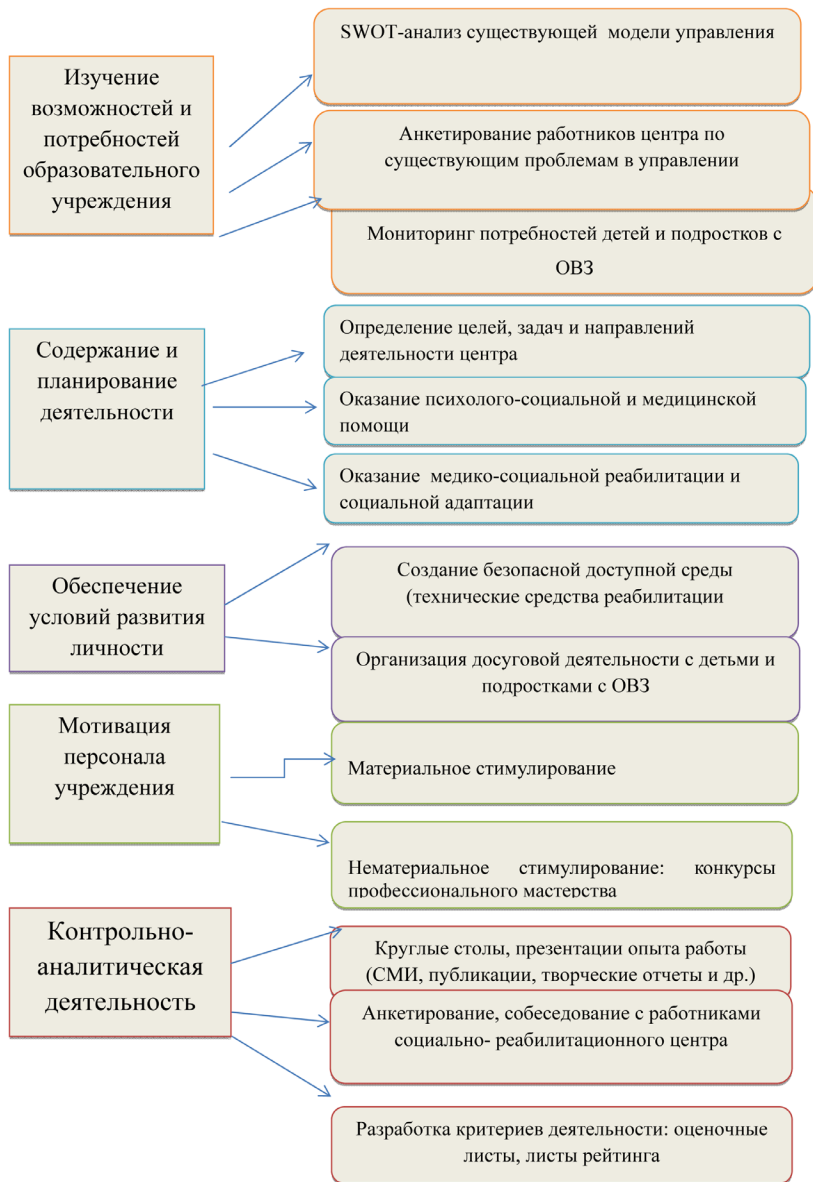 Изучение
возможностей и
потребностей
образовательного
учреждения
SWOT-анализ существующей модели управления
Анкетирование работников центра по
существующим проблемам в управлении
Мониторинг потребностей детей и подростков с
ОВЗ
Содержание и
планирование
деятельности
Определение целей, задач и направлений
деятельности центра
Оказание психолого-социальной и медицинской
помощи
Оказание медико-социальной реабилитации и
социальной адаптации
Обеспечение
условий развития
личности
Создание безопасной доступной среды
(технические средства реабилитации
Организация досуговой деятельности с детьми и
подростками с ОВЗ
Мотивация
персонала
учреждения
Материальное стимулирование
Нематериальное стимулирование: конкурсы
профессионального мастерства
Контрольно-
аналитическая
деятельность
Круглые столы, презентации опыта работы
(СМИ, публикации, творческие отчеты и др.)
Анкетирование, собеседование с работниками
социально- реабилитационного центра
Разработка критериев деятельности: оценочные
листы, листы рейтинга